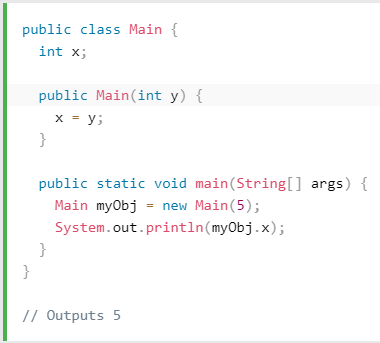 public class Main {
  int x;

  public Main(int y) {
    x = y;
  }

  public static void main(String[] args) {
    Main myObj = new Main(5);
    System.out.println(myObj.x);
  }
}

// Outputs 5